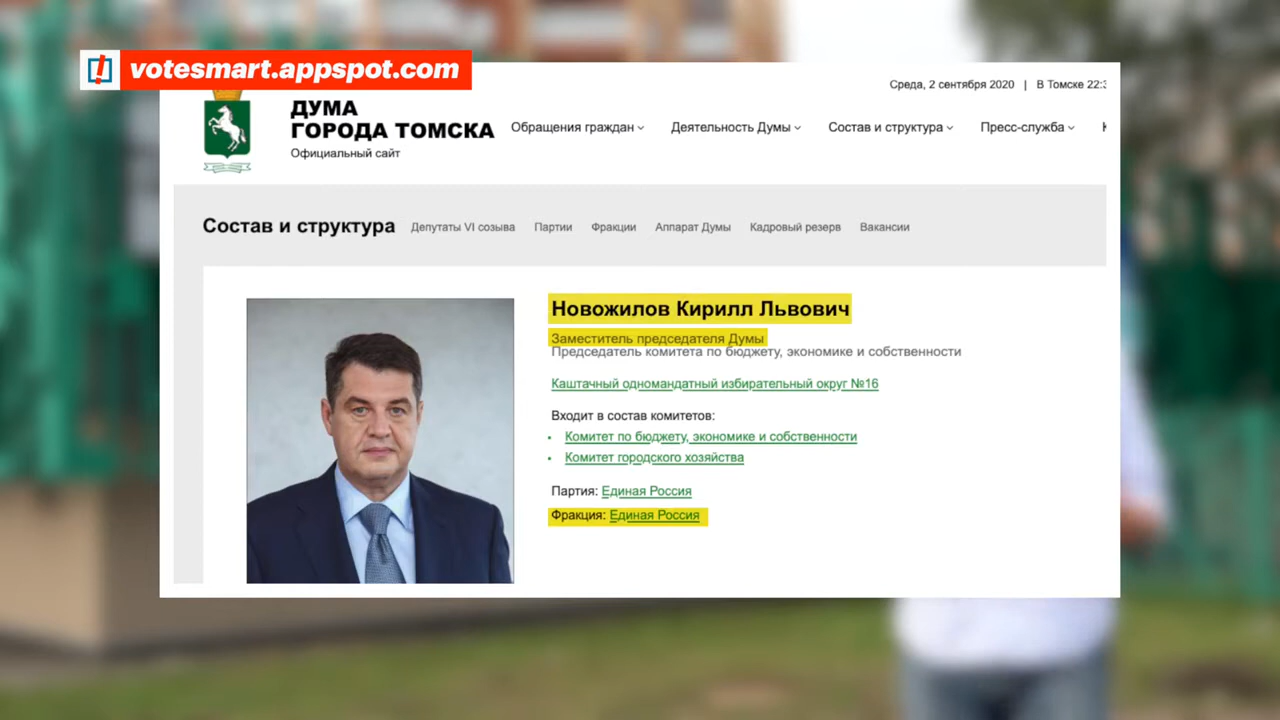 votesmart.appspot.com
Среда, 2 сентября 2020 | В Томске 22:3
ДУМА
ГОРОДА ТОМСКА
Официальный сайт
Обращения граждан Деятельность Думы Состав и структура Пресс-служба
Состав и структура Депутаты VI созыва Партии Фракции Аппарат Думы Кадровый резерв Вакансии
Новожилов Кирилл Львович
Заместитель председателя Думы
Председатель комитета по бюджету, экономике и собственности
Каштачный одномандатный избирательный округ №16
Входит в состав комитетов:
• Комитет по бюджету, экономике и собственности
• Комитет городского хозяйства
Партия: Единая Россия
Фракция: Единая Россия